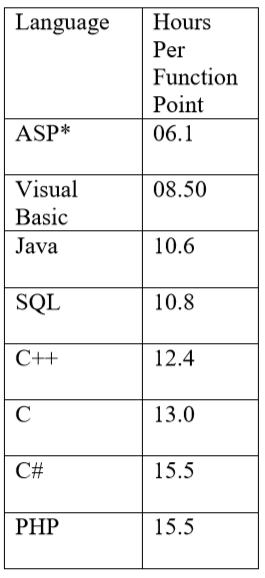 Language Hours
Per
Function
Point
ASP* 06.1
Visual 08.50
Basic
Java 10.6
SQL 10.8
C++ 12.4
C 13.0
C# 15.5
PHP 15.5